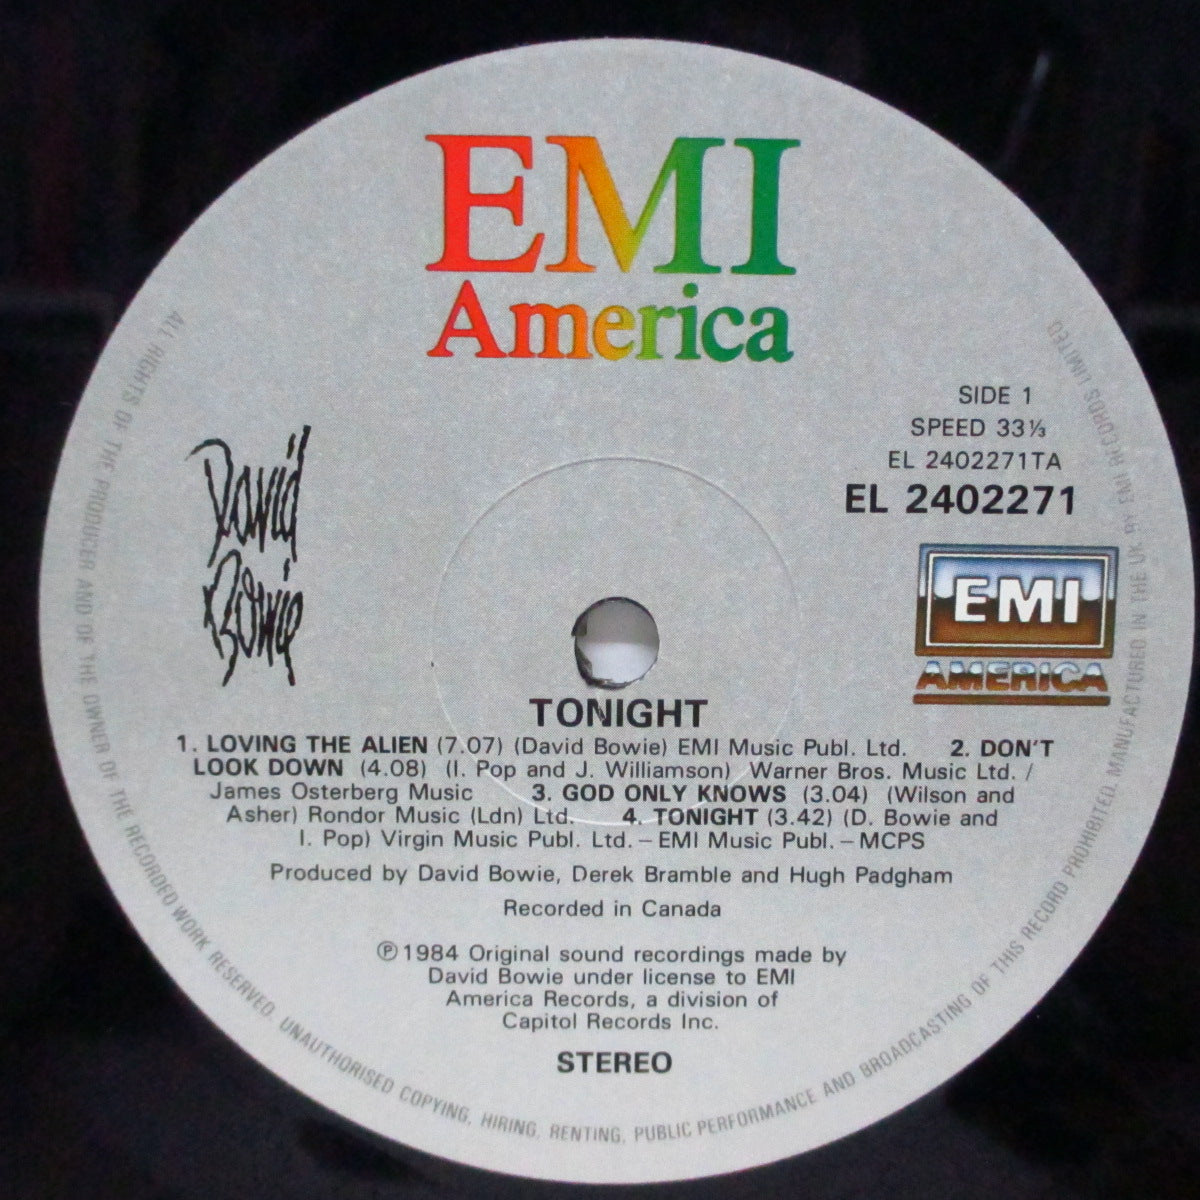 EMI
America
SIDE 1
SPEED 33⅓
EL 2402271TA
EL 2402271
David
Bowie
EMI
AMERICA
TONIGHT
1. LOVING THE ALIEN (7.07) (David Bowie) EMI Music Publ. Ltd. 2. DON'T
LOOK DOWN (4.08) (I. Pop and J. Williamson) Warner Bros. Music Ltd. /
James Osterberg Music 3. GOD ONLY KNOWS (3.04) (Wilson and
Asher) Rondor Music (Ldn) Ltd. 4. TONIGHT (3.42) (D. Bowie and
I. Pop) Virgin Music Publ. Ltd. – EMI Music Publ. – MCPS
Produced by David Bowie, Derek Bramble and Hugh Padgham
Recorded in Canada
℗1984 Original sound recordings made by
David Bowie under license to EMI
America Records, a division of
Capitol Records Inc.
STEREO
ALL RIGHTS OF THE PRODUCER AND OF THE OWNER OF THE RECORDED WORK RESERVED. UNAUTHORISED COPYING, HIRING, RENTING, PUBLIC PERFORMANCE AND BROADCASTING OF THIS RECORD PROHIBITED. MANUFACTURED IN THE UK BY EMI RECORDS LIMITED